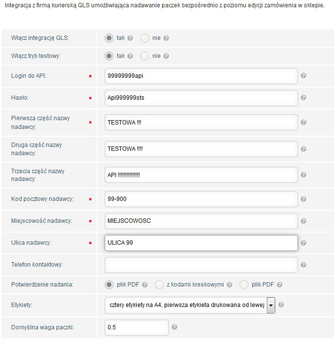 Integracja z firmą kurierską GLS umożliwiająca nadawanie paczek bezpośrednio z poziomu edycji zamówienia w sklepie.
Włącz integrację GLS: tak nie
Włącz tryb testowy: tak nie
Login do API: 99999999api
Hasło: Api999999sts
Pierwsza część nazwy nadawcy: TESTOWA !!!
Druga część nazwy nadawcy: TESTOWA !!!!
Trzecia część nazwy nadawcy:
Kod pocztowy nadawcy: 99-900
Miejscowość nadawcy: MIEJSCOWOSC
Ulica nadawcy: ULICA 99
Telefon kontaktowy:
Potwierdzenie nadania: plik PDF z kodami kreskowymi plik PDF
Etykiety: cztery etykiety na A4, pierwsza etykieta drukowana od lewej
Domyślna waga paczki: 0.5